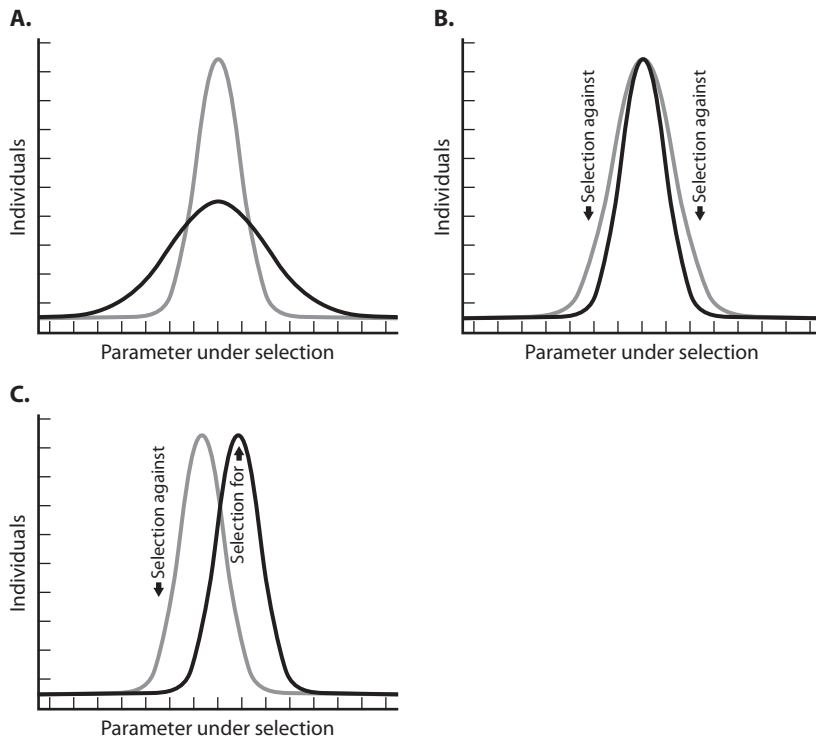 A.
Individuals
Parameter under selection
B.
Individuals
Selection against
Selection against
Parameter under selection
C.
Individuals
Selection against
Selection for
Parameter under selection